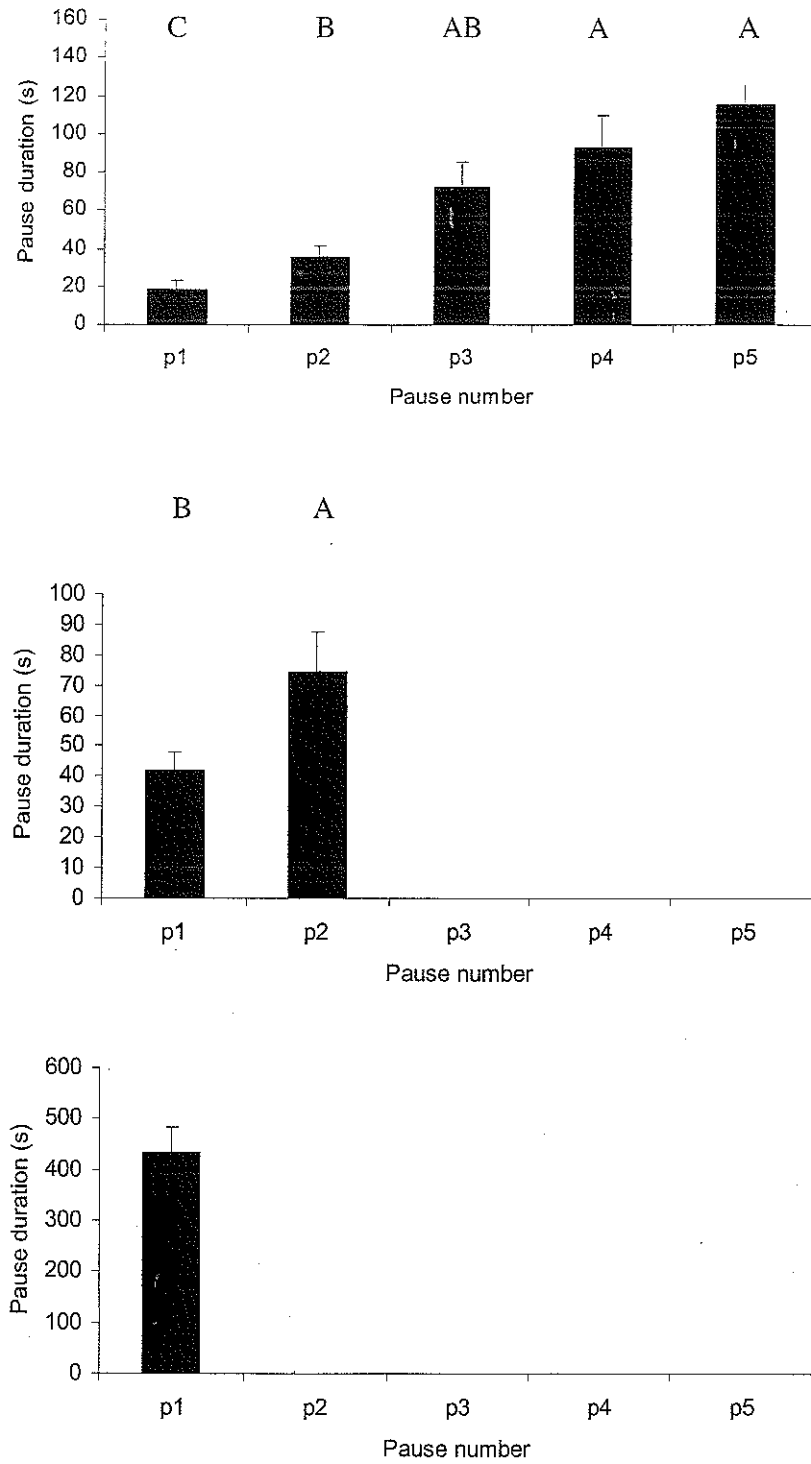 C B AB A A
160
140
120
100
80
60
40
20
0
Pause duration (s)
p1 p2 p3 p4 p5
Pause number
B A
100
90
80
70
60
50
40
30
20
10
0
Pause duration (s)
p1 p2 p3 p4 p5
Pause number
600
500
400
300
200
100
0
Pause duration (s)
p1 p2 p3 p4 p5
Pause number